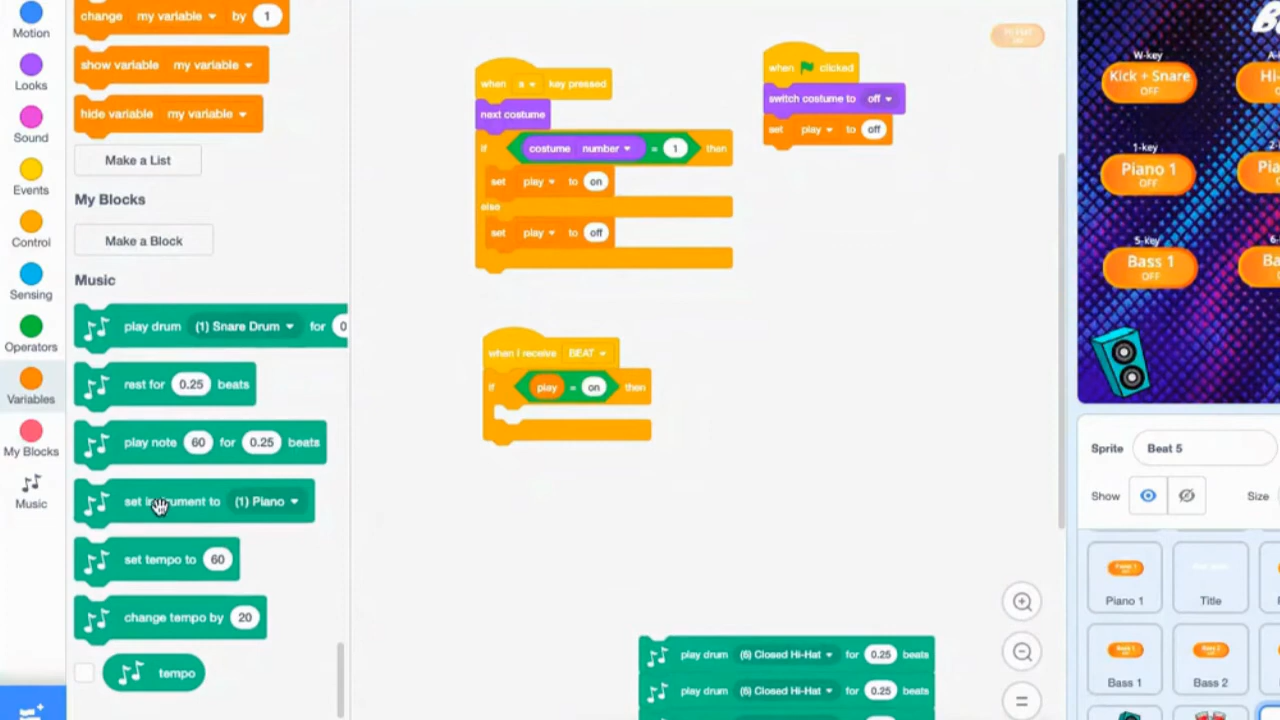 Motion
Looks
Sound
Events
Control
Sensing
Operators
Variables
My Blocks
Music
change my variable by 1
show variable my variable
hide variable my variable
Make a List
My Blocks
Make a Block
Music
play drum (1) Snare Drum for 0
rest for 0.25 beats
play note 60 for 0.25 beats
set instrument to (1) Piano
set tempo to 60
change tempo by 20
tempo
when s key pressed
next costume
if costume number = 1 then
set play to on
else
set play to off
when clicked
switch costume to off
set play to off
when I receive BEAT
if play = on then
play drum (6) Closed Hi-Hat for 0.25 beats
play drum (6) Closed Hi-Hat for 0.25 beats
W-key
Kick + Snare
OFF
1-key
Piano 1
OFF
5-key
Bass 1
OFF
Sprite Beat 5
Show
Size
Piano 1
Title
Bass 1
Bass 2